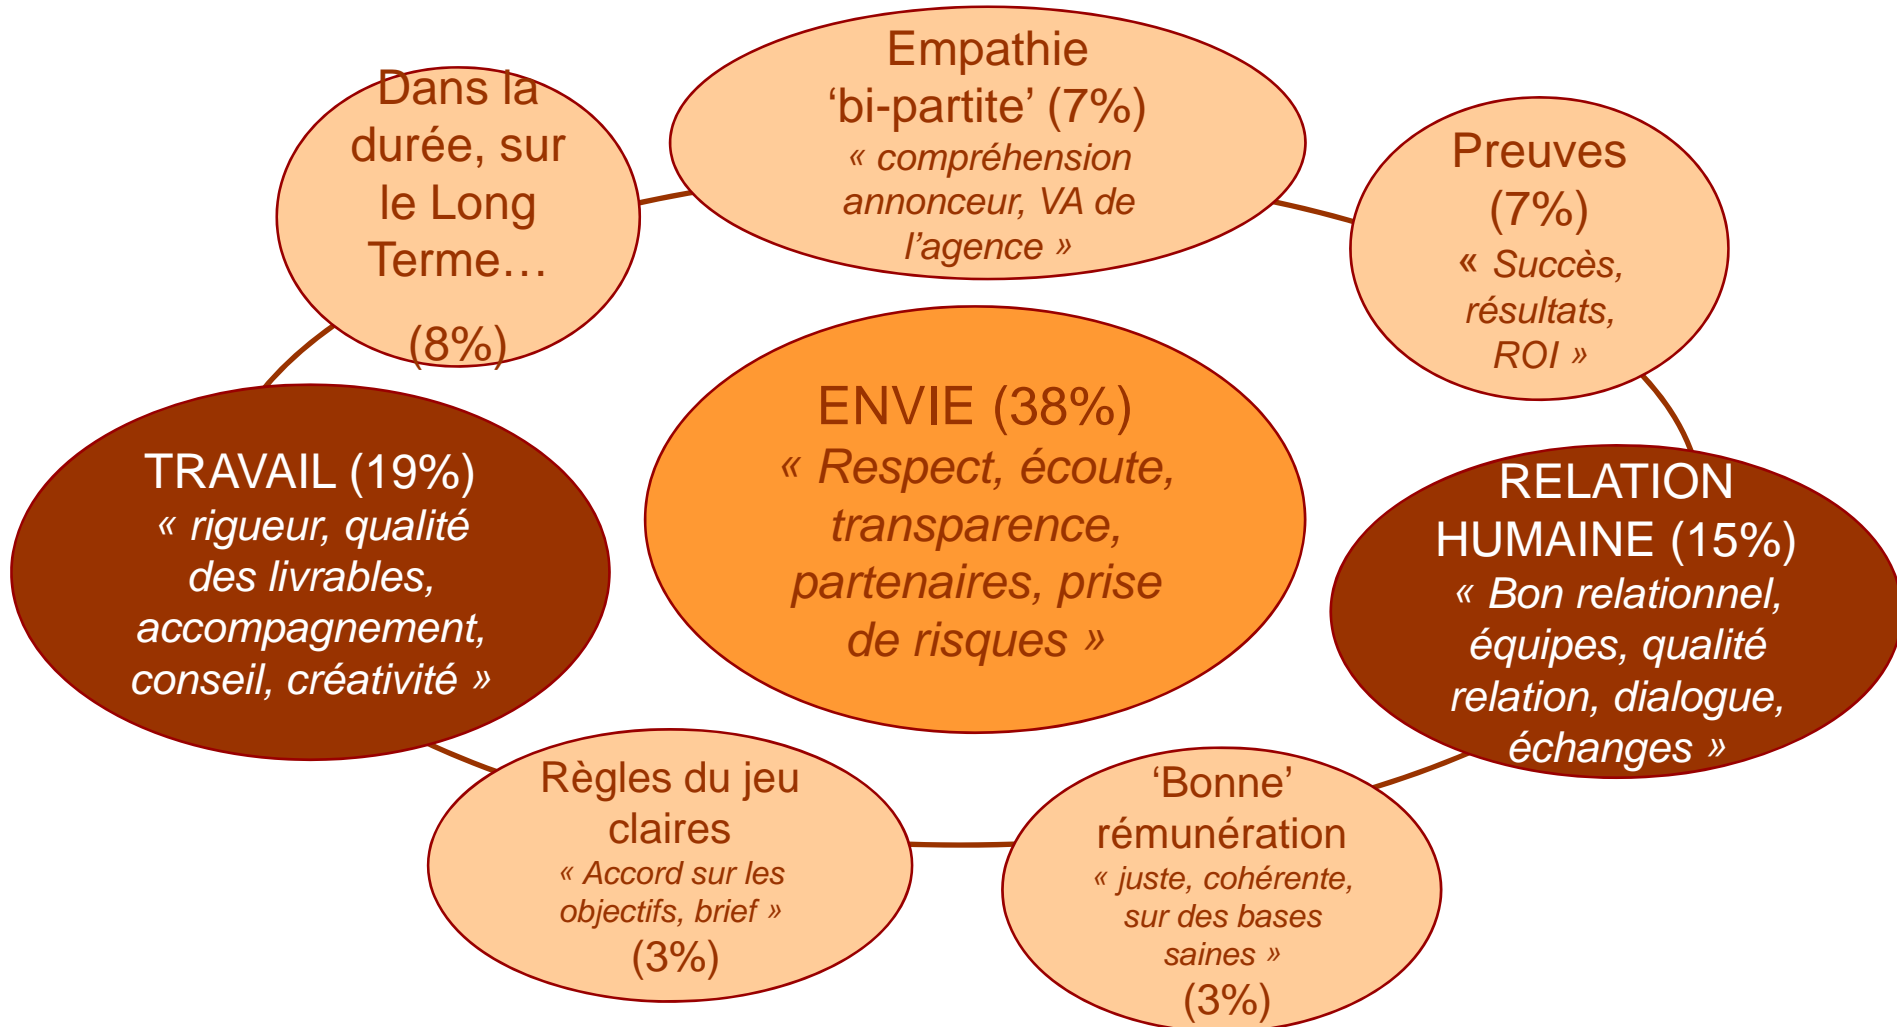 Empathie
‘bi-partite’ (7%)
« compréhension
annonceur, VA de
l’agence »
Dans la
durée, sur
le Long
Terme…
(8%)
Preuves
(7%)
« Succès,
résultats,
ROI »
ENVIE (38%)
« Respect, écoute,
transparence,
partenaires, prise
de risques »
TRAVAIL (19%)
« rigueur, qualité
des livrables,
accompagnement,
conseil, créativité »
RELATION
HUMAINE (15%)
« Bon relationnel,
équipes, qualité
relation, dialogue,
échanges »
Règles du jeu
claires
« Accord sur les
objectifs, brief »
(3%)
‘Bonne’
rémunération
« juste, cohérente,
sur des bases
saines »
(3%)